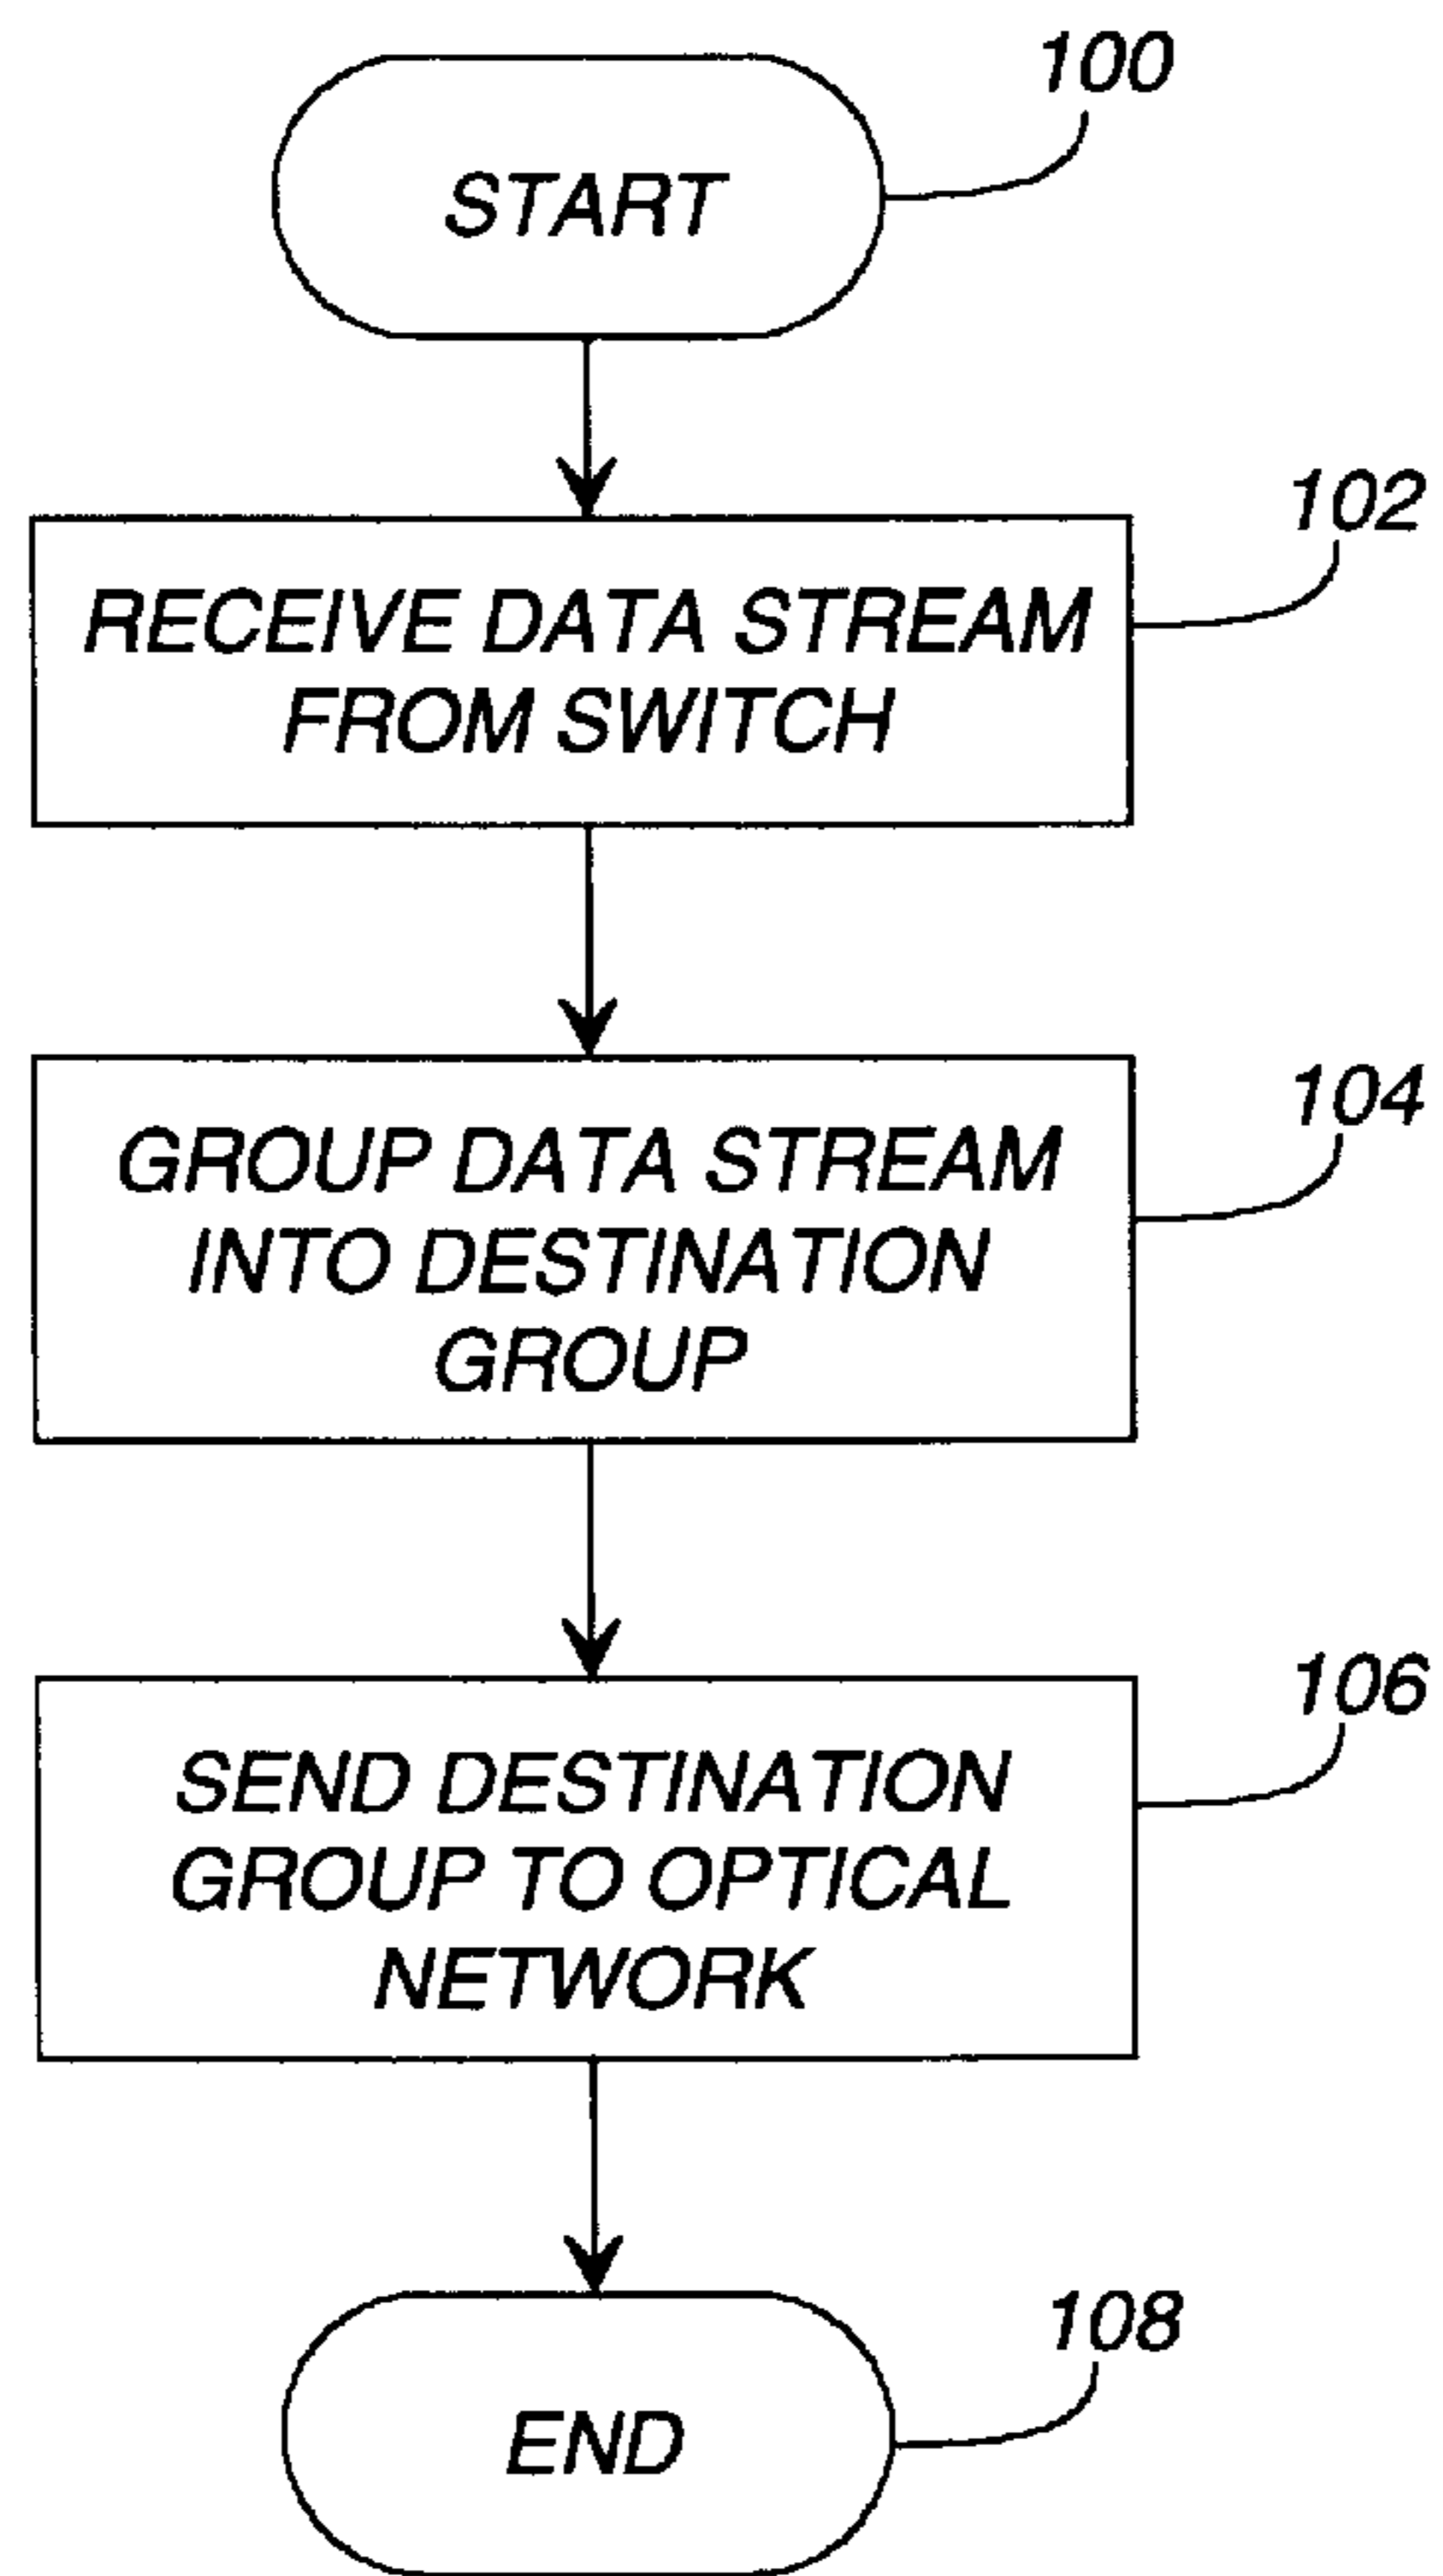 100
START
102
RECEIVE DATA STREAM
FROM SWITCH
104
GROUP DATA STREAM
INTO DESTINATION
GROUP
106
SEND DESTINATION
GROUP TO OPTICAL
NETWORK
108
END